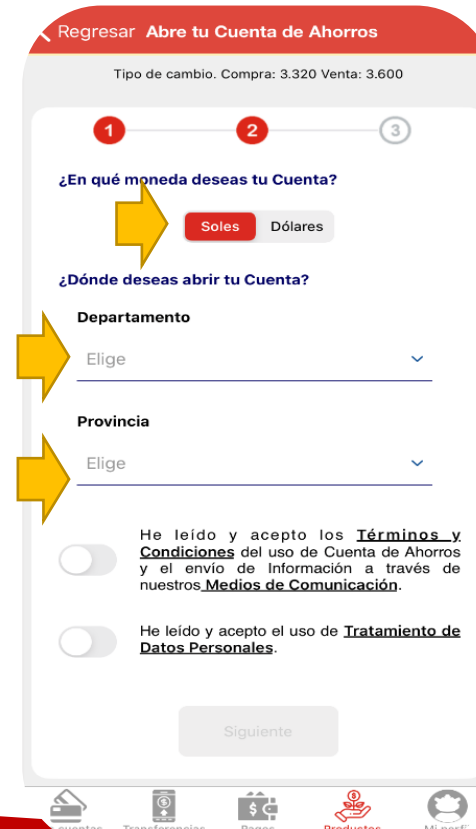 Regresar Abre tu Cuenta de Ahorros
Tipo de cambio. Compra: 3.320 Venta: 3.600
1 2 3
¿En qué moneda deseas tu Cuenta?
Soles Dólares
¿Dónde deseas abrir tu Cuenta?
Departamento
Elige
Provincia
Elige
He leído y acepto los Términos y
Condiciones del uso de Cuenta de Ahorros
y el envío de Información a través de
nuestros Medios de Comunicación.
He leído y acepto el uso de Tratamiento de
Datos Personales.
Siguiente
cuentas Transferencias Pagos Productos Mi perfil